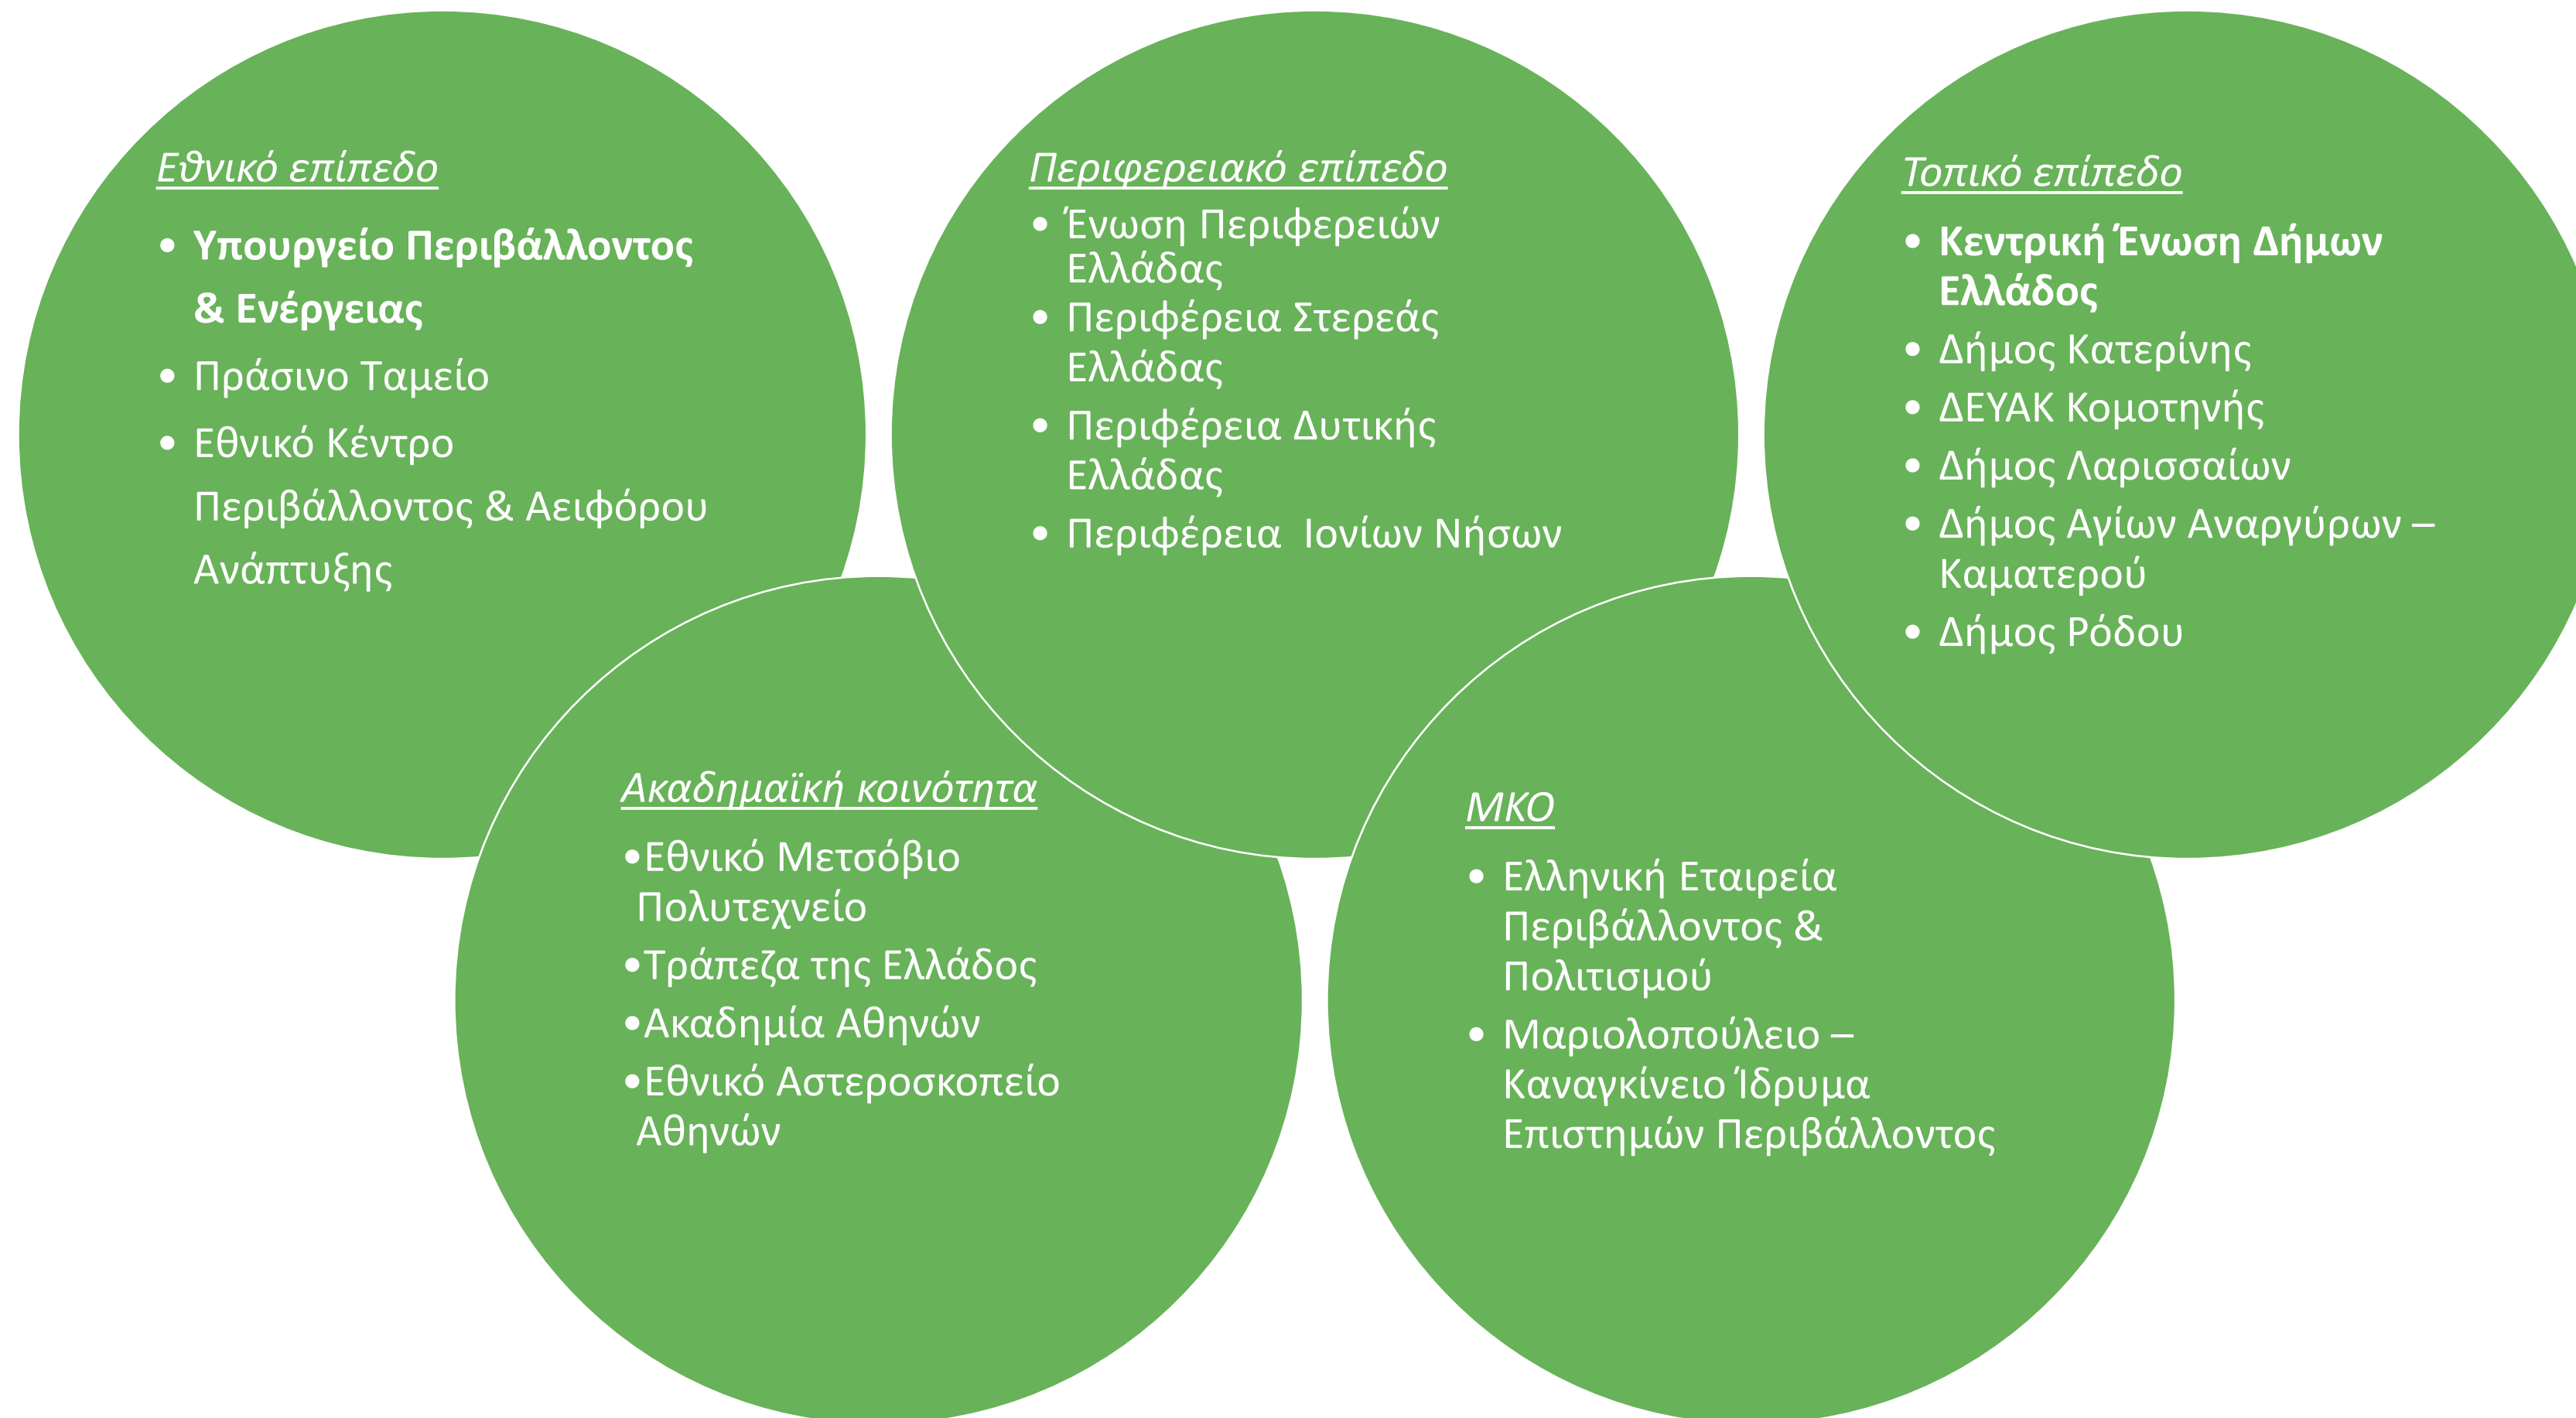 Εθνικό επίπεδο
• Υπουργείο Περιβάλλοντος
& Ενέργειας
• Πράσινο Ταμείο
• Εθνικό Κέντρο
Περιβάλλοντος & Αειφόρου
Ανάπτυξης
Περιφερειακό επίπεδο
• Ένωση Περιφερειών
Ελλάδας
• Περιφέρεια Στερεάς
Ελλάδας
• Περιφέρεια Δυτικής
Ελλάδας
• Περιφέρεια  Ιονίων Νήσων
Τοπικό επίπεδο
• Κεντρική Ένωση Δήμων
Ελλάδος
• Δήμος Κατερίνης
• ΔΕΥΑΚ Κομοτηνής
• Δήμος Λαρισσαίων
• Δήμος Αγίων Αναργύρων –
Καματερού
• Δήμος Ρόδου
Ακαδημαϊκή κοινότητα
•Εθνικό Μετσόβιο
Πολυτεχνείο
•Τράπεζα της Ελλάδος
•Ακαδημία Αθηνών
•Εθνικό Αστεροσκοπείο
Αθηνών
ΜΚΟ
• Ελληνική Εταιρεία
Περιβάλλοντος &
Πολιτισμού
• Μαριολοπούλειο –
Καναγκίνειο Ίδρυμα
Επιστημών Περιβάλλοντος